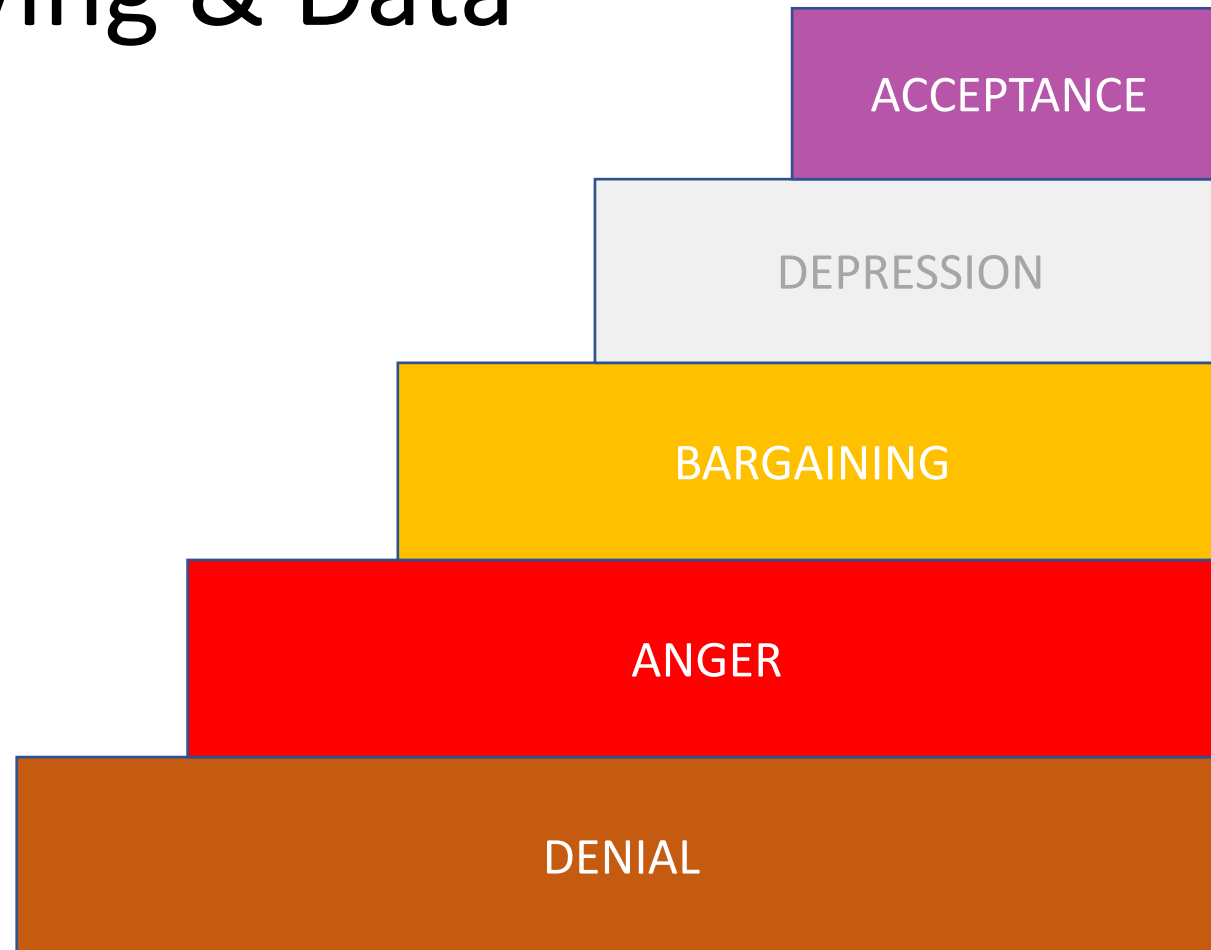 & Data
ACCEPTANCE
DEPRESSION
BARGAINING
ANGER
DENIAL